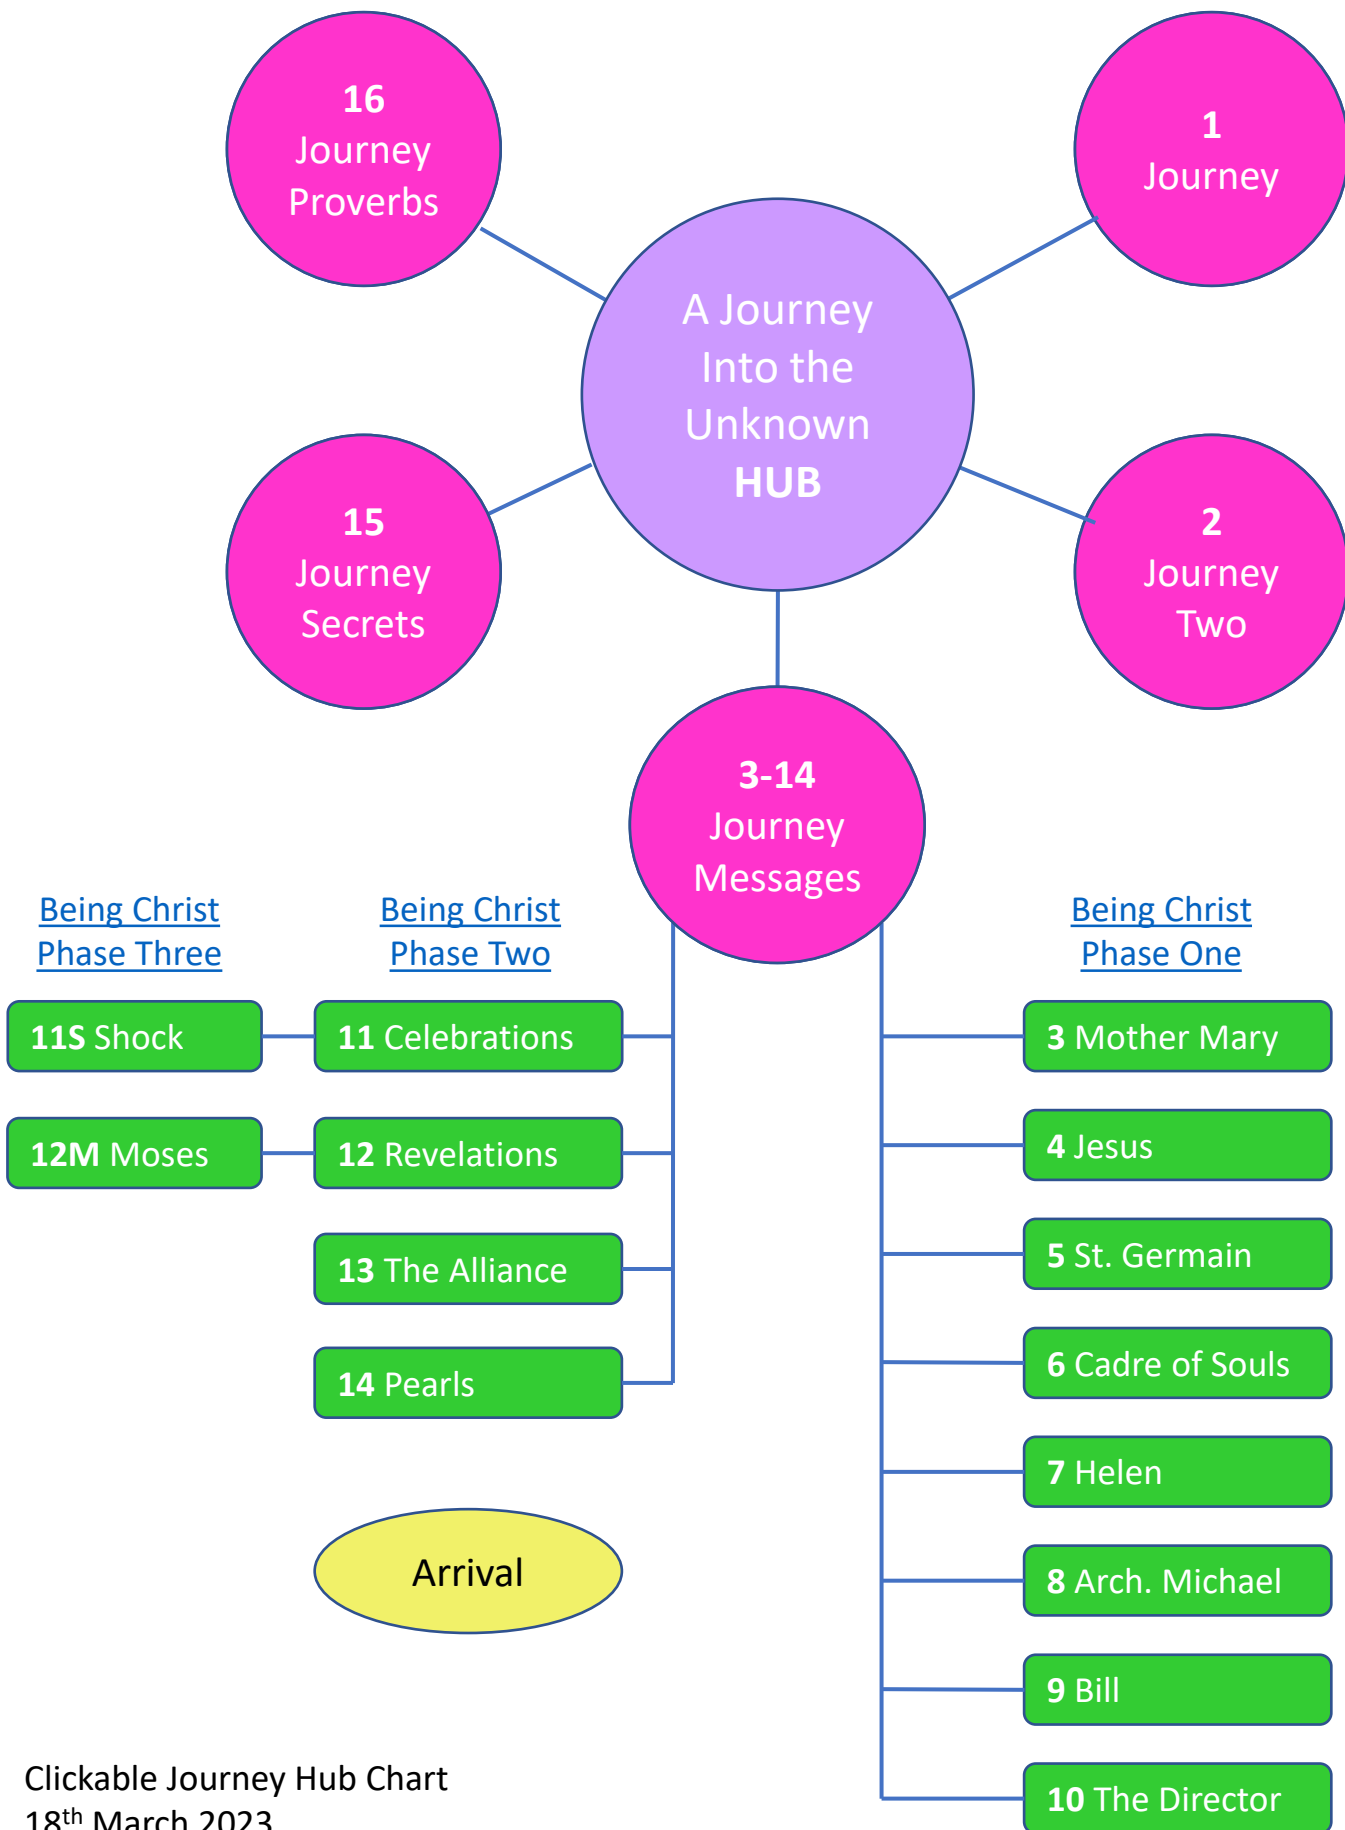 16
Journey
Proverbs
1
Journey
A Journey
Into the
Unknown
HUB
15
Journey
Secrets
2
Journey
Two
3-14
Journey
Messages
Being Christ
Phase Three
Being Christ
Phase Two
Being Christ
Phase One
11S Shock
11 Celebrations
3 Mother Mary
12M Moses
12 Revelations
4 Jesus
13 The Alliance
5 St. Germain
14 Pearls
6 Cadre of Souls
7 Helen
Arrival
8 Arch. Michael
9 Bill
10 The Director
Clickable Journey Hub Chart
18th March 2023